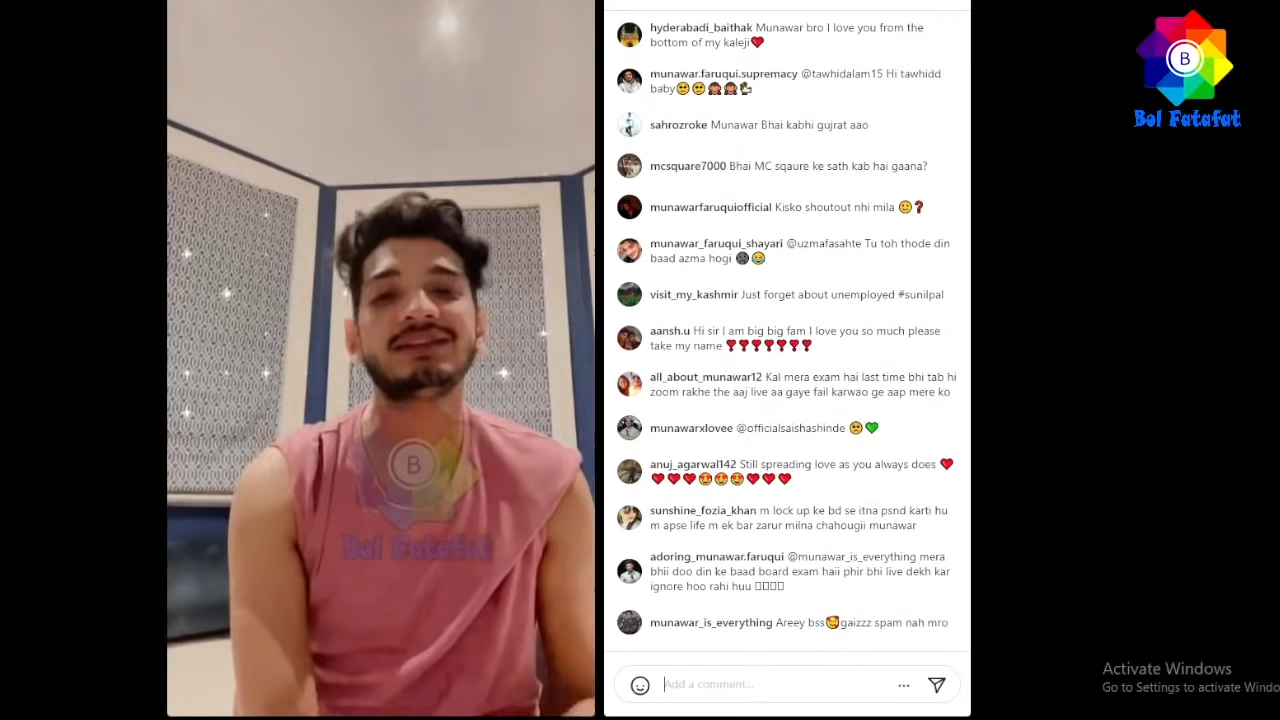 hyderabadi_baithak Munawar bro I love you from the
bottom of my kaleji❤️
munawar.faruqui.supremacy @tawhidalam15 Hi tawhidd
baby
sahrozroke Munawar Bhai kabhi gujrat aao
mcsquare7000 Bhai MC sqaure ke sath kab hai gaana?
munawarfaruquiofficial Kisko shoutout nhi mila 🙂❓
munawar_faruqui_shayari @uzmafasahte Tu toh thode din
baad azma hogi 🌚😂
visit_my_kashmir Just forget about unemployed #sunilpal
aansh.u Hi sir I am big big fam I love you so much please
take my name ❣❣❣❣❣❣❣
all_about_munawar12 Kal mera exam hai last time bhi tab hi
zoom rakhe the aaj live aa gaye fail karwao ge aap mere ko
munawarxlovee @officialsaishashinde 🥺💚
anuj_agarwal142 Still spreading love as you always does ❤️
❤️❤️❤️😍😍😍❤️❤️❤️
sunshine_fozia_khan m lock up ke bd se itna psnd karti hu
m apse life m ek bar zarur milna chahougii munawar
adoring_munawar.faruqui @munawar_is_everything mera
bhii doo din ke baad board exam haii phir bhi live dekh kar
ignore hoo rahi huu
munawar_is_everything Areey bss🥰gaizzz spam nah mro
Add a comment...
B
Bol Fatafat
B
Bol Fatafat
Activate Windows
Go to Settings to activate Windo